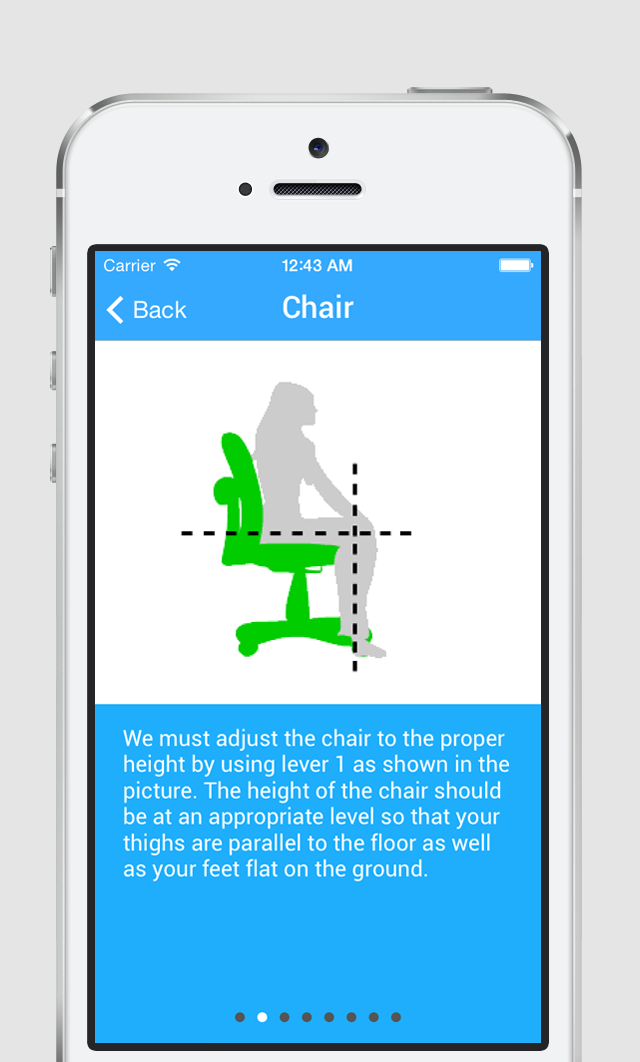 Carrier 12:43 AM
Back Chair
We must adjust the chair to the proper
height by using lever 1 as shown in the
picture. The height of the chair should
be at an appropriate level so that your
thighs are parallel to the floor as well
as your feet flat on the ground.